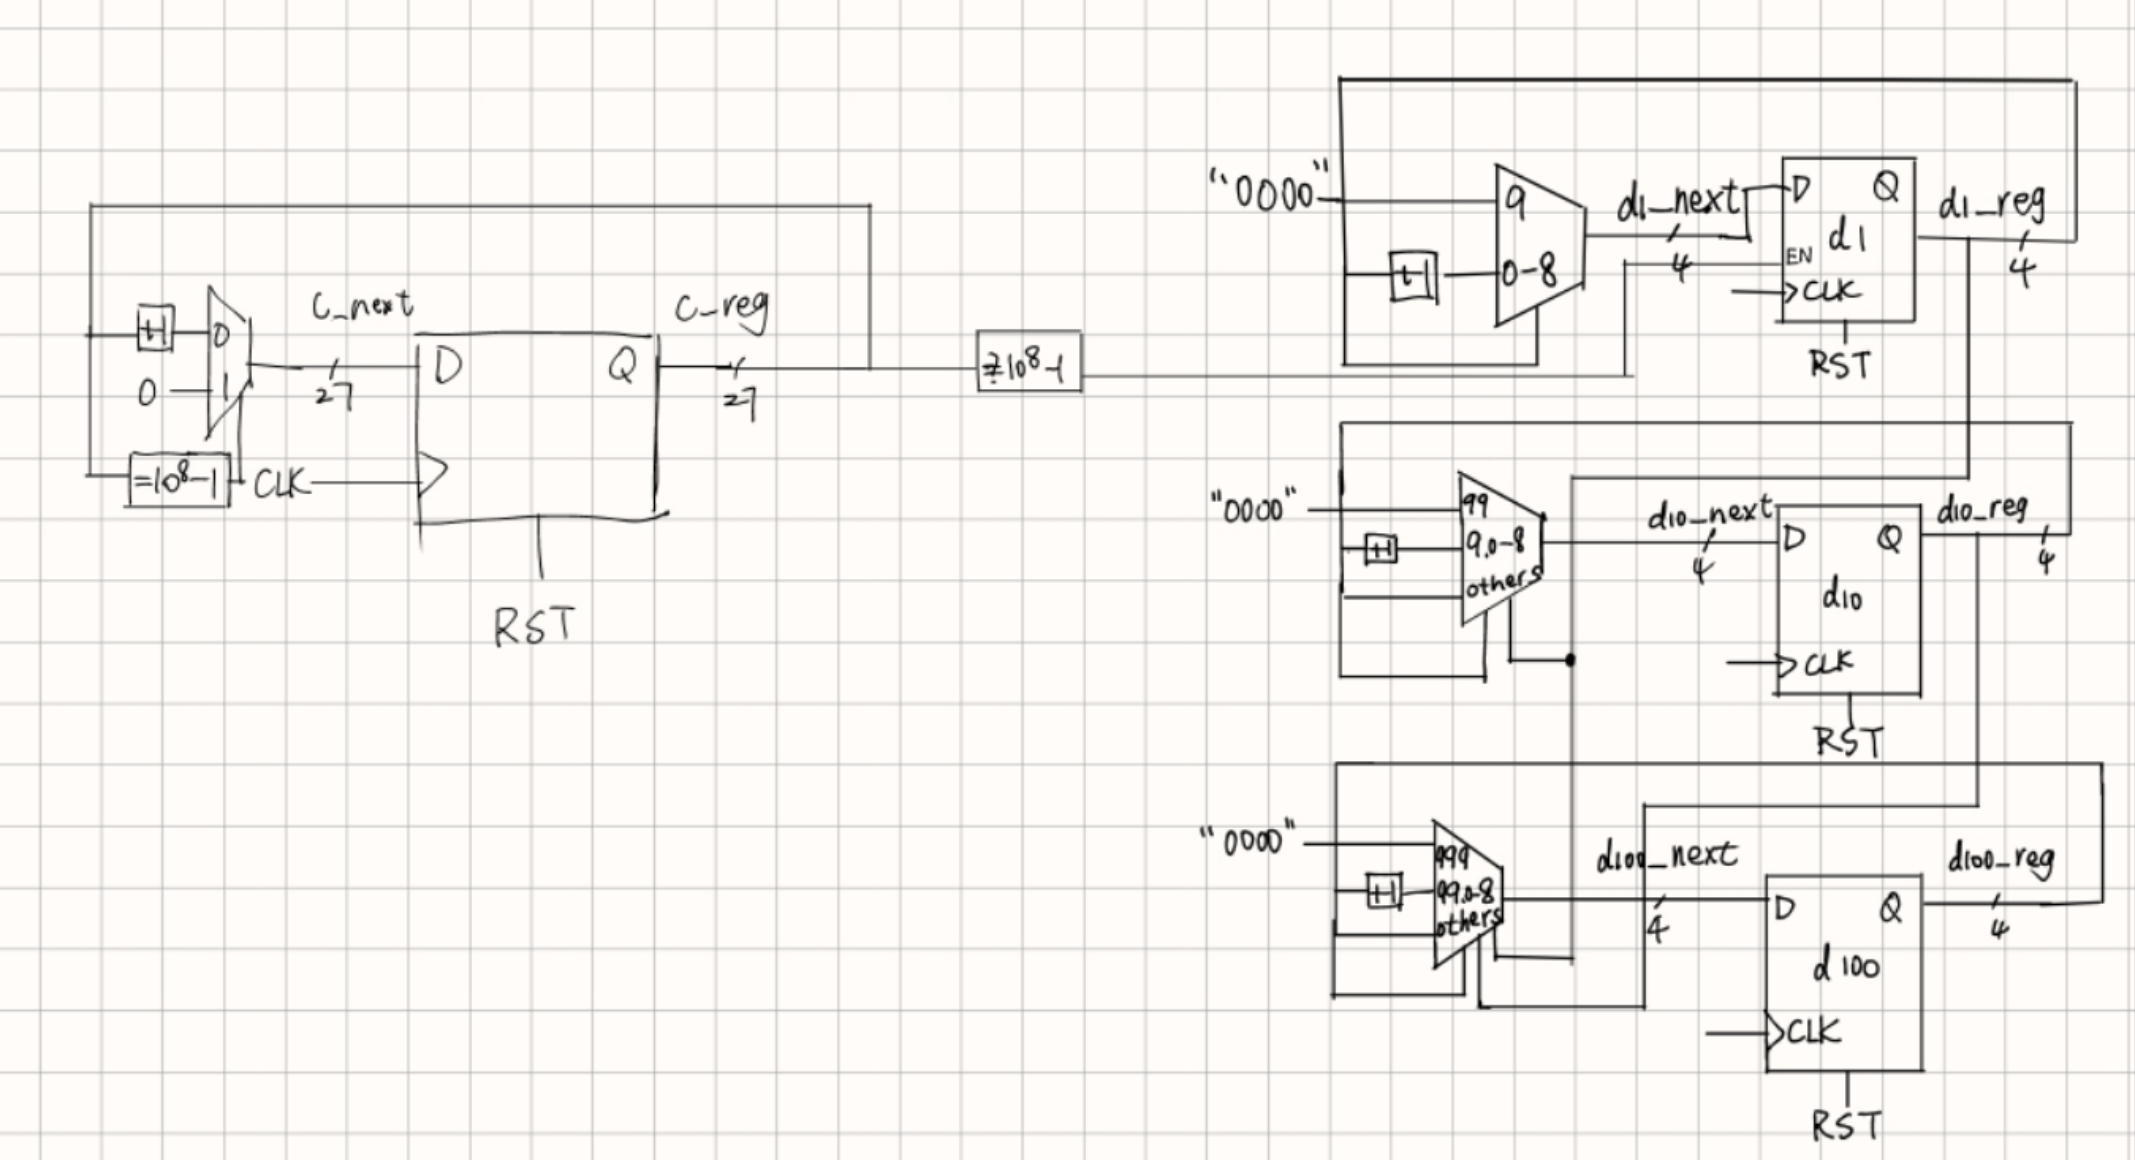 C_next
C_reg
+1
0
0
1
27
D
Q
27
=10⁸-1
CLK
RST
10⁸-1
"0000"
9
+1
0-8
d1_next
4
D
Q
d1
EN
CLK
RST
d1_reg
4
"0000"
99
+1
9.0-8
others
d10_next
4
D
Q
d10
CLK
RST
d10_reg
4
"0000"
999
+1
99.0-8
others
d100_next
4
D
Q
d100
CLK
RST
d100_reg
4